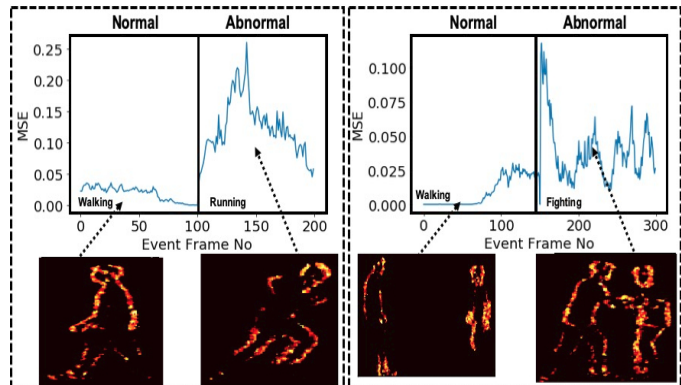 Normal Abnormal
0.25
0.20
0.15
0.10
0.05
0.00
MSE
Walking Running
0 50 100 150 200
Event Frame No
Normal Abnormal
0.100
0.075
0.050
0.025
0.000
MSE
Walking Fighting
0 100 200 300
Event Frame No